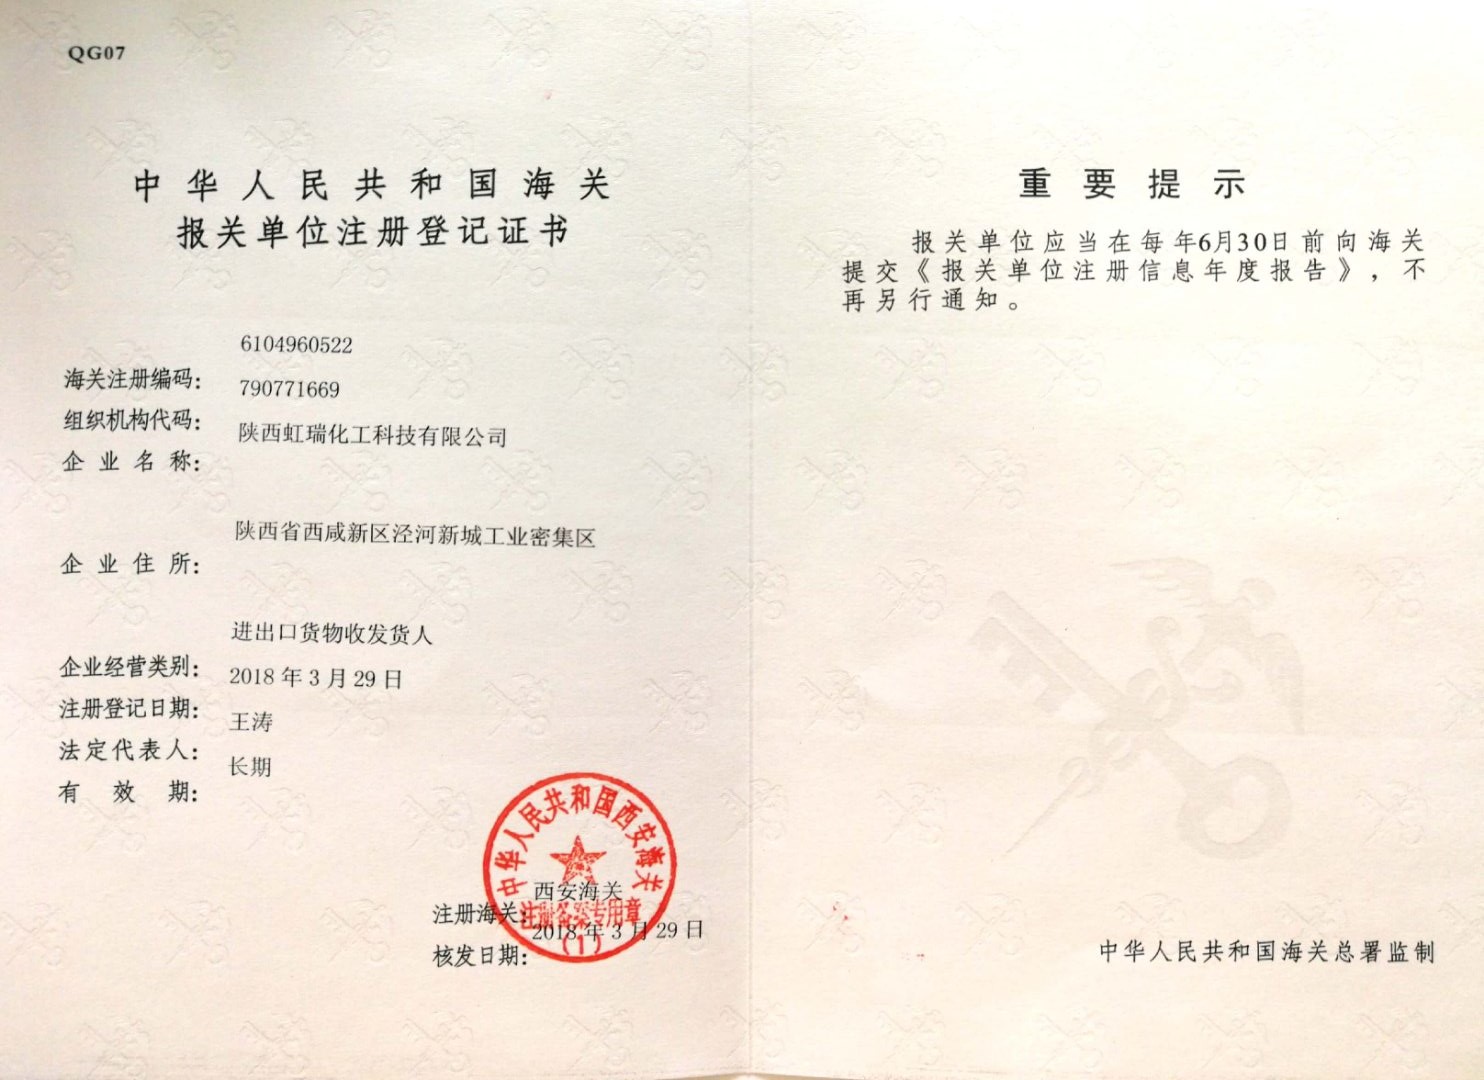 QG07
中华人民共和国海关
报关单位注册登记证书
6104960522
海关注册编码:
790771669
组织机构代码:
陕西虹瑞化工科技有限公司
企业名称:
陕西省西咸新区泾河新城工业密集区
企业住所:
进出口货物收发货人
企业经营类别:
2018年3月29日
注册登记日期:
王涛
法定代表人:
长期
有效期:
中华人民共和国西安海关
西安海关
注册海关:
注册备案专用章
2018年3月29日
(1)
核发日期:
重要提示
报关单位应当在每年6月30日前向海关
提交《报关单位注册信息年度报告》,不
再另行通知。
中华人民共和国海关总署监制